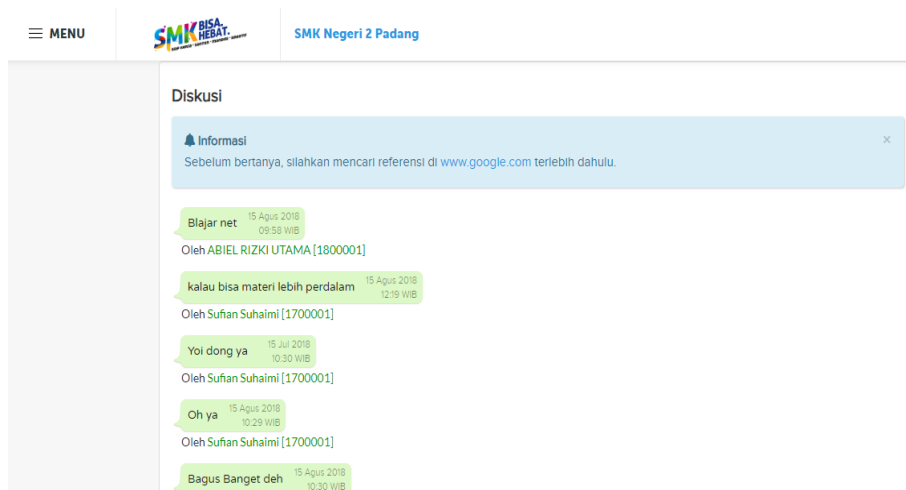 MENU
SMK BISA. HEBAT.
SMK Negeri 2 Padang
Diskusi
Informasi
×
Sebelum bertanya, silahkan mencari referensi di www.google.com terlebih dahulu.
Blajar net 15 Agus 2018
09:58 WIB
Oleh ABIEL RIZKI UTAMA [1800001]
kalau bisa materi lebih perdalam 15 Agus 2018
12:19 WIB
Oleh Sufian Suhaimi [1700001]
Yoi dong ya 15 Jul 2018
10:30 WIB
Oleh Sufian Suhaimi [1700001]
Oh ya 15 Agus 2018
10:29 WIB
Oleh Sufian Suhaimi [1700001]
Bagus Banget deh 15 Agus 2018
10:30 WIB